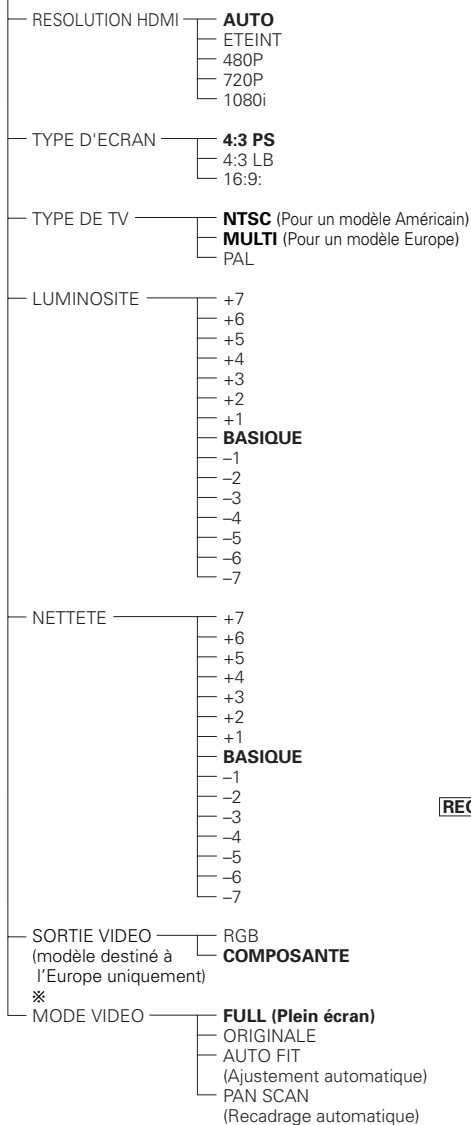 RESOLUTION HDMI AUTO
ETEINT
480P
720P
1080i
TYPE D'ECRAN 4:3 PS
4:3 LB
16:9:
TYPE DE TV NTSC (Pour un modèle Américain)
MULTI (Pour un modèle Europe)
PAL
LUMINOSITE +7
+6
+5
+4
+3
+2
+1
BASIQUE
–1
–2
–3
–4
–5
–6
–7
NETTETE +7
+6
+5
+4
+3
+2
+1
BASIQUE
–1
–2
–3
–4
–5
–6
–7
SORTIE VIDEO RGB
(modèle destiné à COMPOSANTE
l'Europe uniquement)
※
MODE VIDEO FULL (Plein écran)
ORIGINALE
AUTO FIT
(Ajustement automatique)
PAN SCAN
(Recadrage automatique)